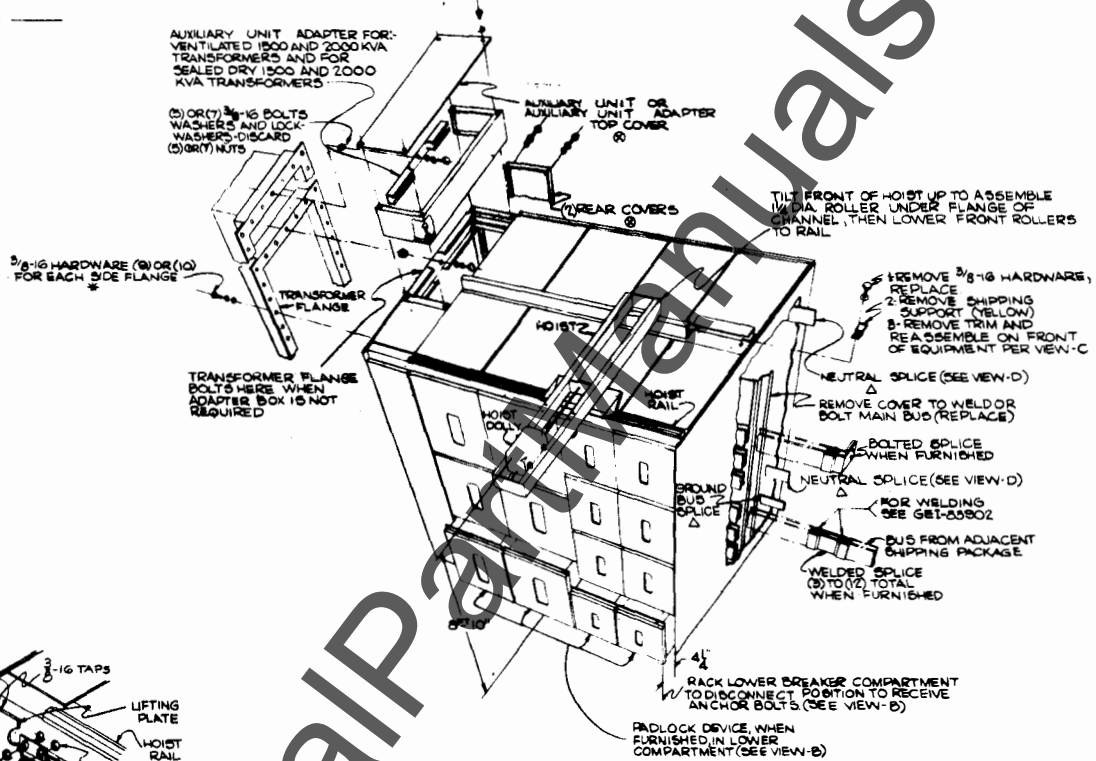 AUXILIARY UNIT ADAPTER FOR:-
VENTILATED 1500 AND 2000 KVA
TRANSFORMERS AND FOR
SEALED DRY 1500 AND 2000
KVA TRANSFORMERS
(5) OR (7) 3/8-16 BOLTS
WASHERS AND LOCK-
WASHERS-DISCARD
(5) OR (7) NUTS
AUXILIARY UNIT OR
AUXILIARY UNIT ADAPTER
TOP COVER
⊗
(2) REAR COVERS
⊗
TILT FRONT OF HOIST UP TO ASSEMBLE
1 1/4 DIA. ROLLER UNDER FLANGE OF
CHANNEL, THEN LOWER FRONT ROLLERS
TO RAIL
3/8-16 HARDWARE (9) OR (10)
FOR EACH SIDE FLANGE
*
TRANSFORMER
FLANGE
TRANSFORMER FLANGE
BOLTS HERE WHEN
ADAPTER BOX IS NOT
REQUIRED
HOIST
HOIST
RAIL
HOIST
DOLLY
1-REMOVE 3/8-16 HARDWARE,
REPLACE
2-REMOVE SHIPPING
SUPPORT (YELLOW)
3-REMOVE TRIM AND
REASSEMBLE ON FRONT
OF EQUIPMENT PER VIEW-C
NEUTRAL SPLICE (SEE VIEW-D)
△
REMOVE COVER TO WELD OR
BOLT MAIN BUS (REPLACE)
BOLTED SPLICE
WHEN FURNISHED
NEUTRAL SPLICE (SEE VIEW-D)
△
GROUND
BUS
SPLICE
△
FOR WELDING
SEE GEI-83902
BUS FROM ADJACENT
SHIPPING PACKAGE
WELDED SPLICE
(3) TO (12) TOTAL
WHEN FURNISHED
4 1/4"
RACK LOWER BREAKER COMPARTMENT
TO DISCONNECT POSITION TO RECEIVE
ANCHOR BOLTS. (SEE VIEW-B)
PADLOCK DEVICE, WHEN
FURNISHED, IN LOWER
COMPARTMENT (SEE VIEW-B)
3/8-16 TAPS
LIFTING
PLATE
HOIST
RAIL
alPartManuals